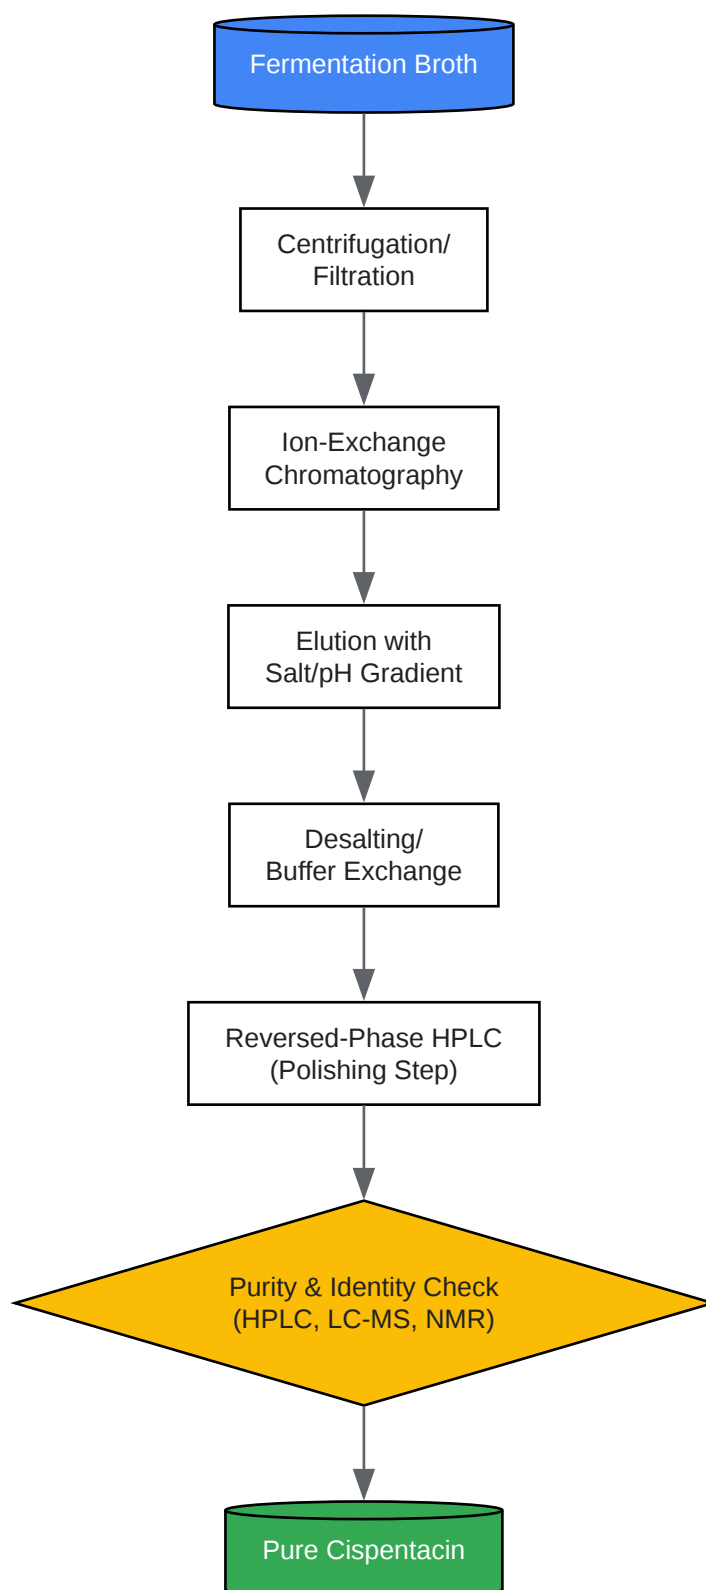 Fermentation Broth
Centrifugation/
Filtration
Ion-Exchange
Chromatography
Elution with
Salt/pH Gradient
Desalting/
Buffer Exchange
Reversed-Phase HPLC
(Polishing Step)
Purity & Identity Check
(HPLC, LC-MS, NMR)
Pure Cispentacin